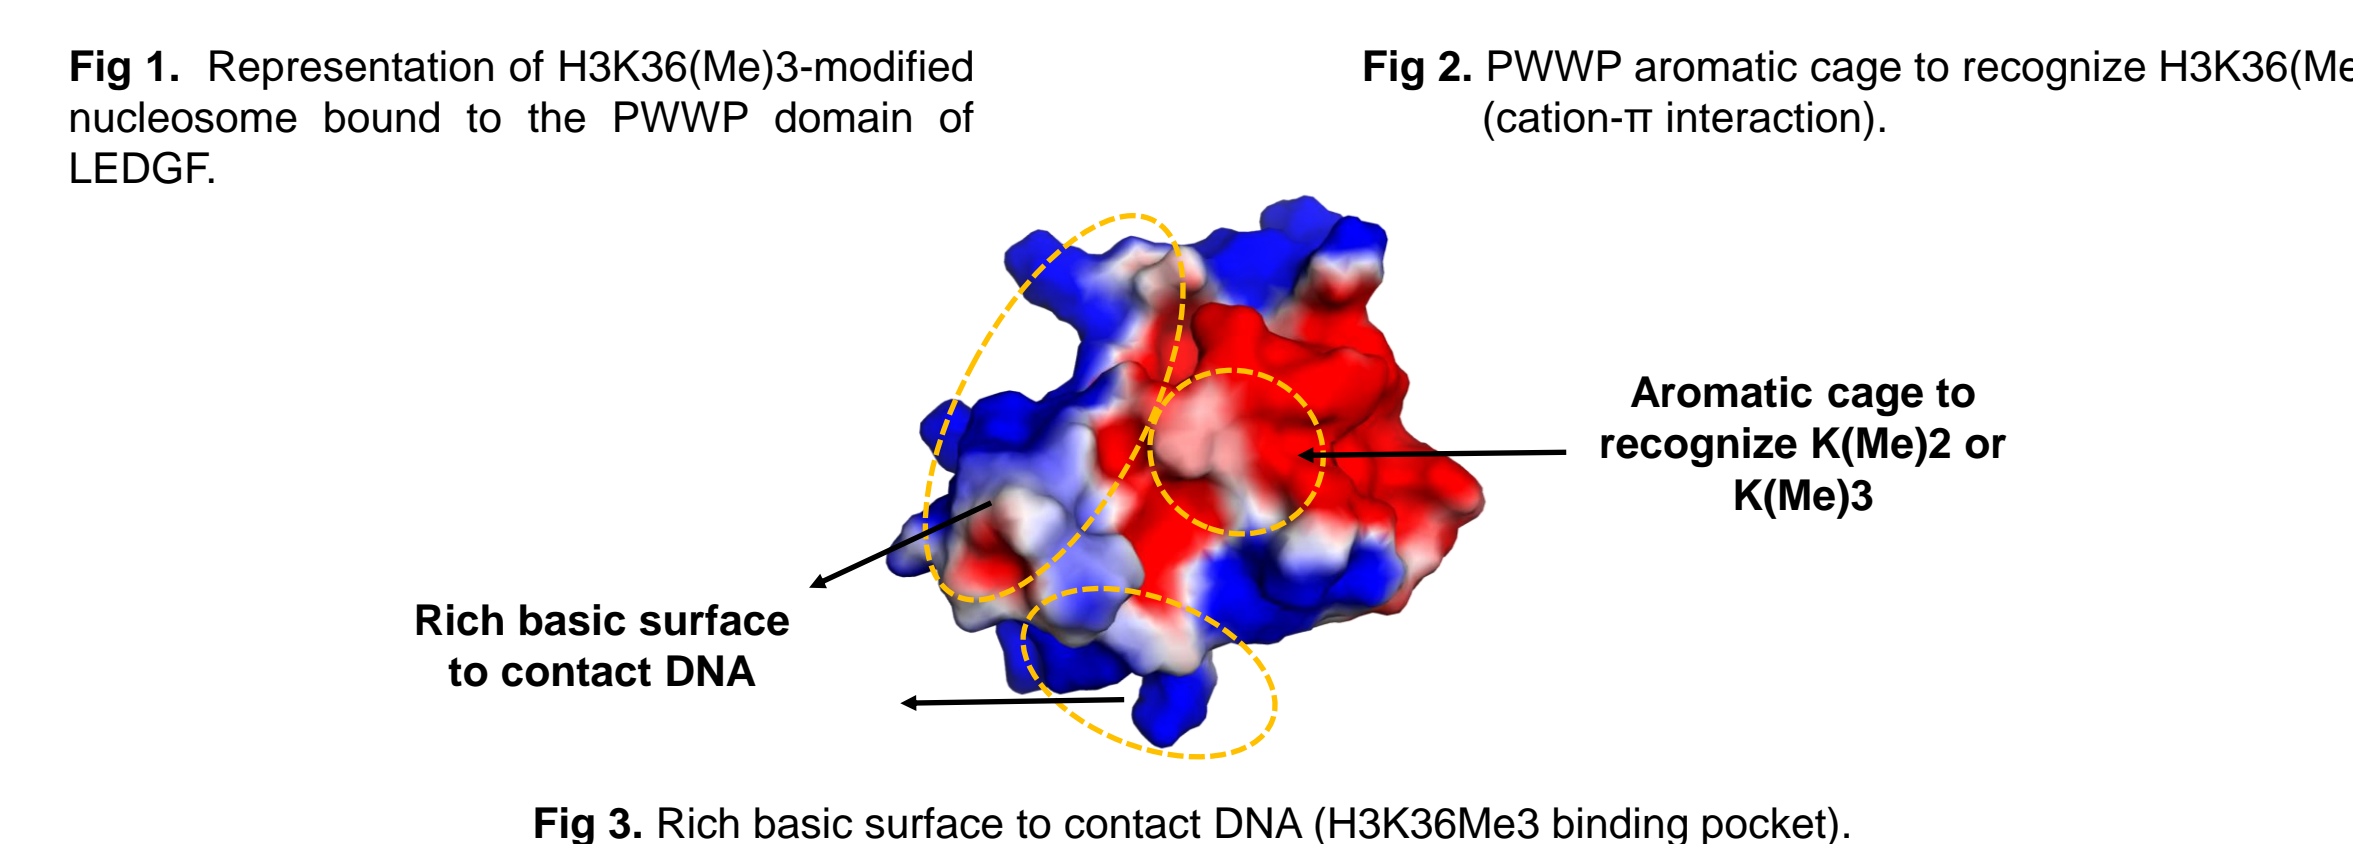 Fig 1. Representation of H3K36(Me)3-modified
nucleosome bound to the PWWP domain of
LEDGF.
Fig 2. PWWP aromatic cage to recognize H3K36(Me
(cation-π interaction).
Aromatic cage to
recognize K(Me)2 or
K(Me)3
Rich basic surface
to contact DNA
Fig 3. Rich basic surface to contact DNA (H3K36Me3 binding pocket).